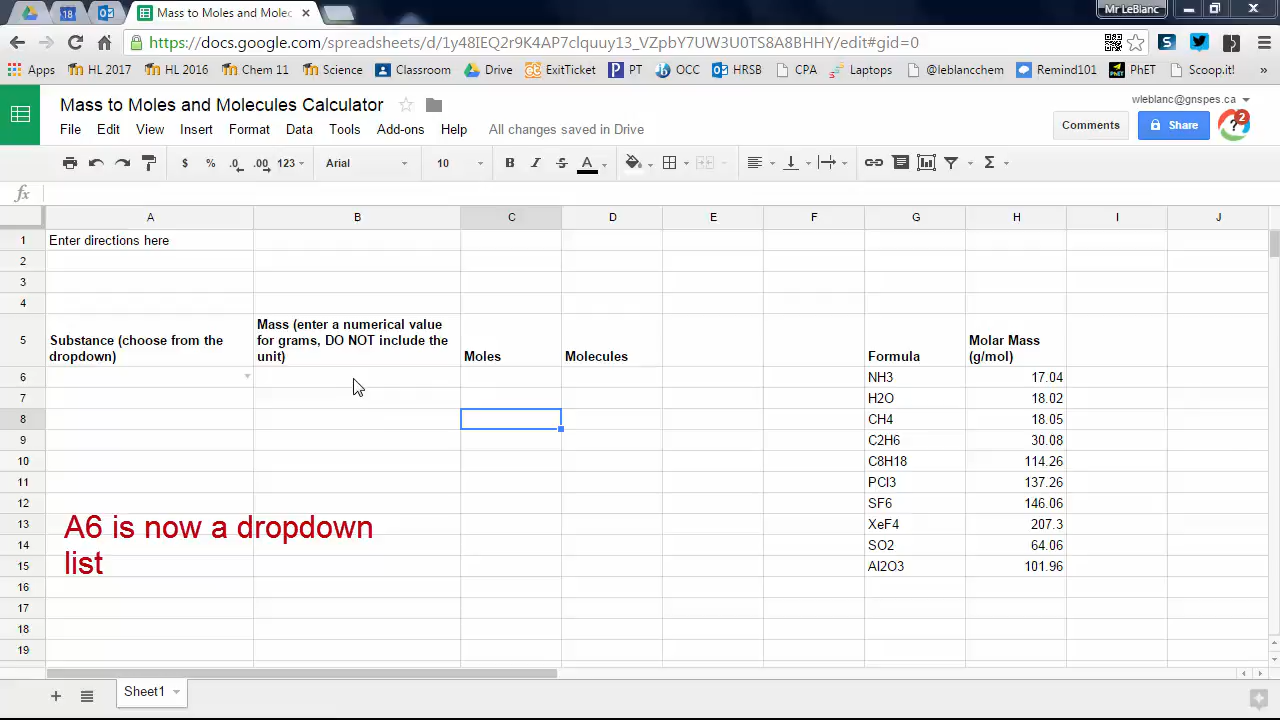 18
Mass to Moles and Molec
Mr LeBlanc
https://docs.google.com/spreadsheets/d/1y48IEC2r9K4AP7clquuy13_VZpbY7UW3U0TS8A8BHHY/edit#gid=0
Apps HL 2017 HL 2016 Chem 11 Science Classroom Drive ExitTicket PT OCC HRSB CPA Laptops @leblancchem Remind101 PhET Scoop.it! »
Mass to Moles and Molecules Calculator
wleblanc@gnspes.ca
File Edit View Insert Format Data Tools Add-ons Help All changes saved in Drive
Comments Share 2
$ % .0 .00 123 Arial 10 B I S A Σ
fx
A B C D E F G H I J
1 Enter directions here
2
3
4
5 Substance (choose from the dropdown) Mass (enter a numerical value for grams, DO NOT include the unit) Moles Molecules Formula Molar Mass (g/mol)
6 NH3 17.04
7 H2O 18.02
8 CH4 18.05
9 C2H6 30.08
10 C8H18 114.26
11 PCl3 137.26
12 SF6 146.06
13 XeF4 207.3
14 SO2 64.06
15 Al2O3 101.96
16
17
18
19
A6 is now a dropdown
list
Sheet1